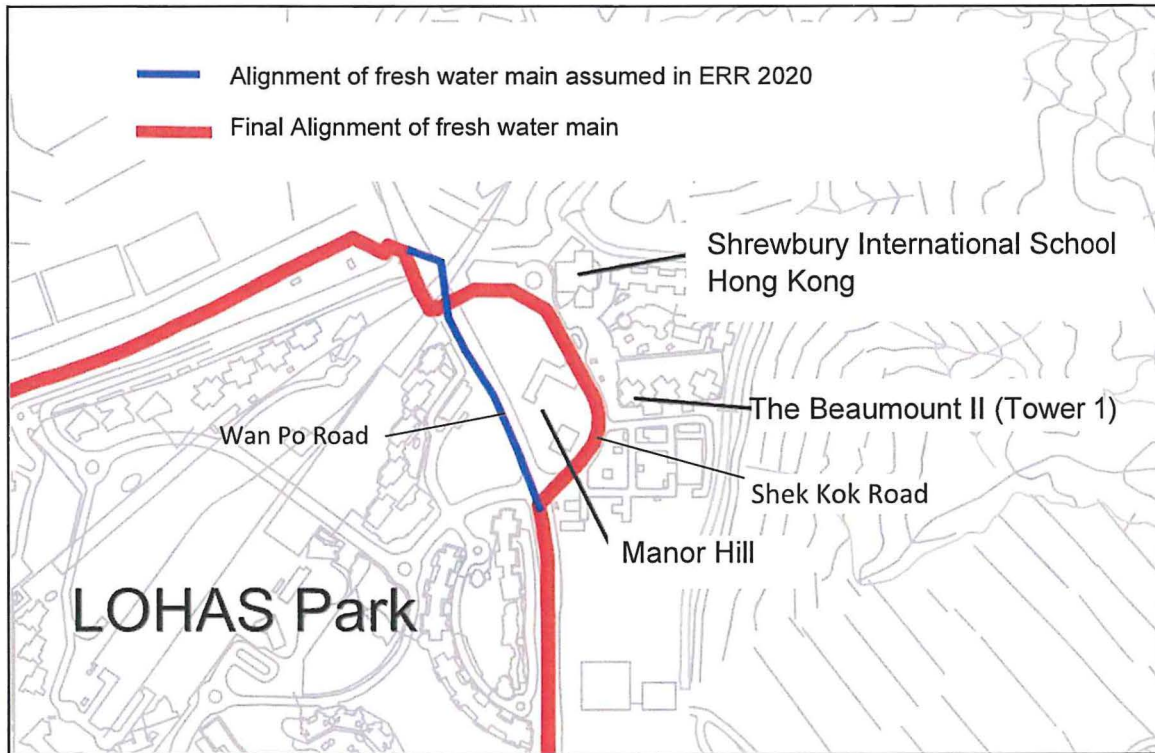 Alignment of fresh water main assumed in ERR 2020
Final Alignment of fresh water main
Shrewbury International School
Hong Kong
The Beaumount II (Tower 1)
Wan Po Road
Shek Kok Road
Manor Hill
LOHAS Park